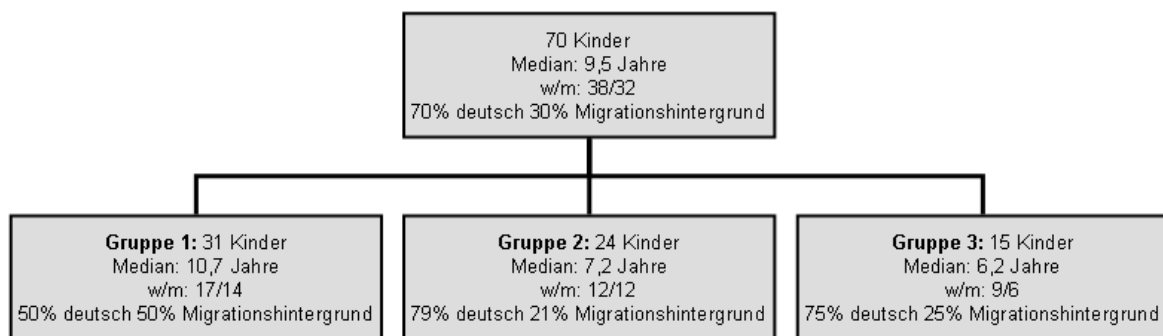 70 Kinder
Median: 9,5 Jahre
w/m: 38/32
70% deutsch 30% Migrationshintergrund
Gruppe 1: 31 Kinder
Median: 10,7 Jahre
w/m: 17/14
50% deutsch 50% Migrationshintergrund
Gruppe 2: 24 Kinder
Median: 7,2 Jahre
w/m: 12/12
79% deutsch 21% Migrationshintergrund
Gruppe 3: 15 Kinder
Median: 6,2 Jahre
w/m: 9/6
75% deutsch 25% Migrationshintergrund